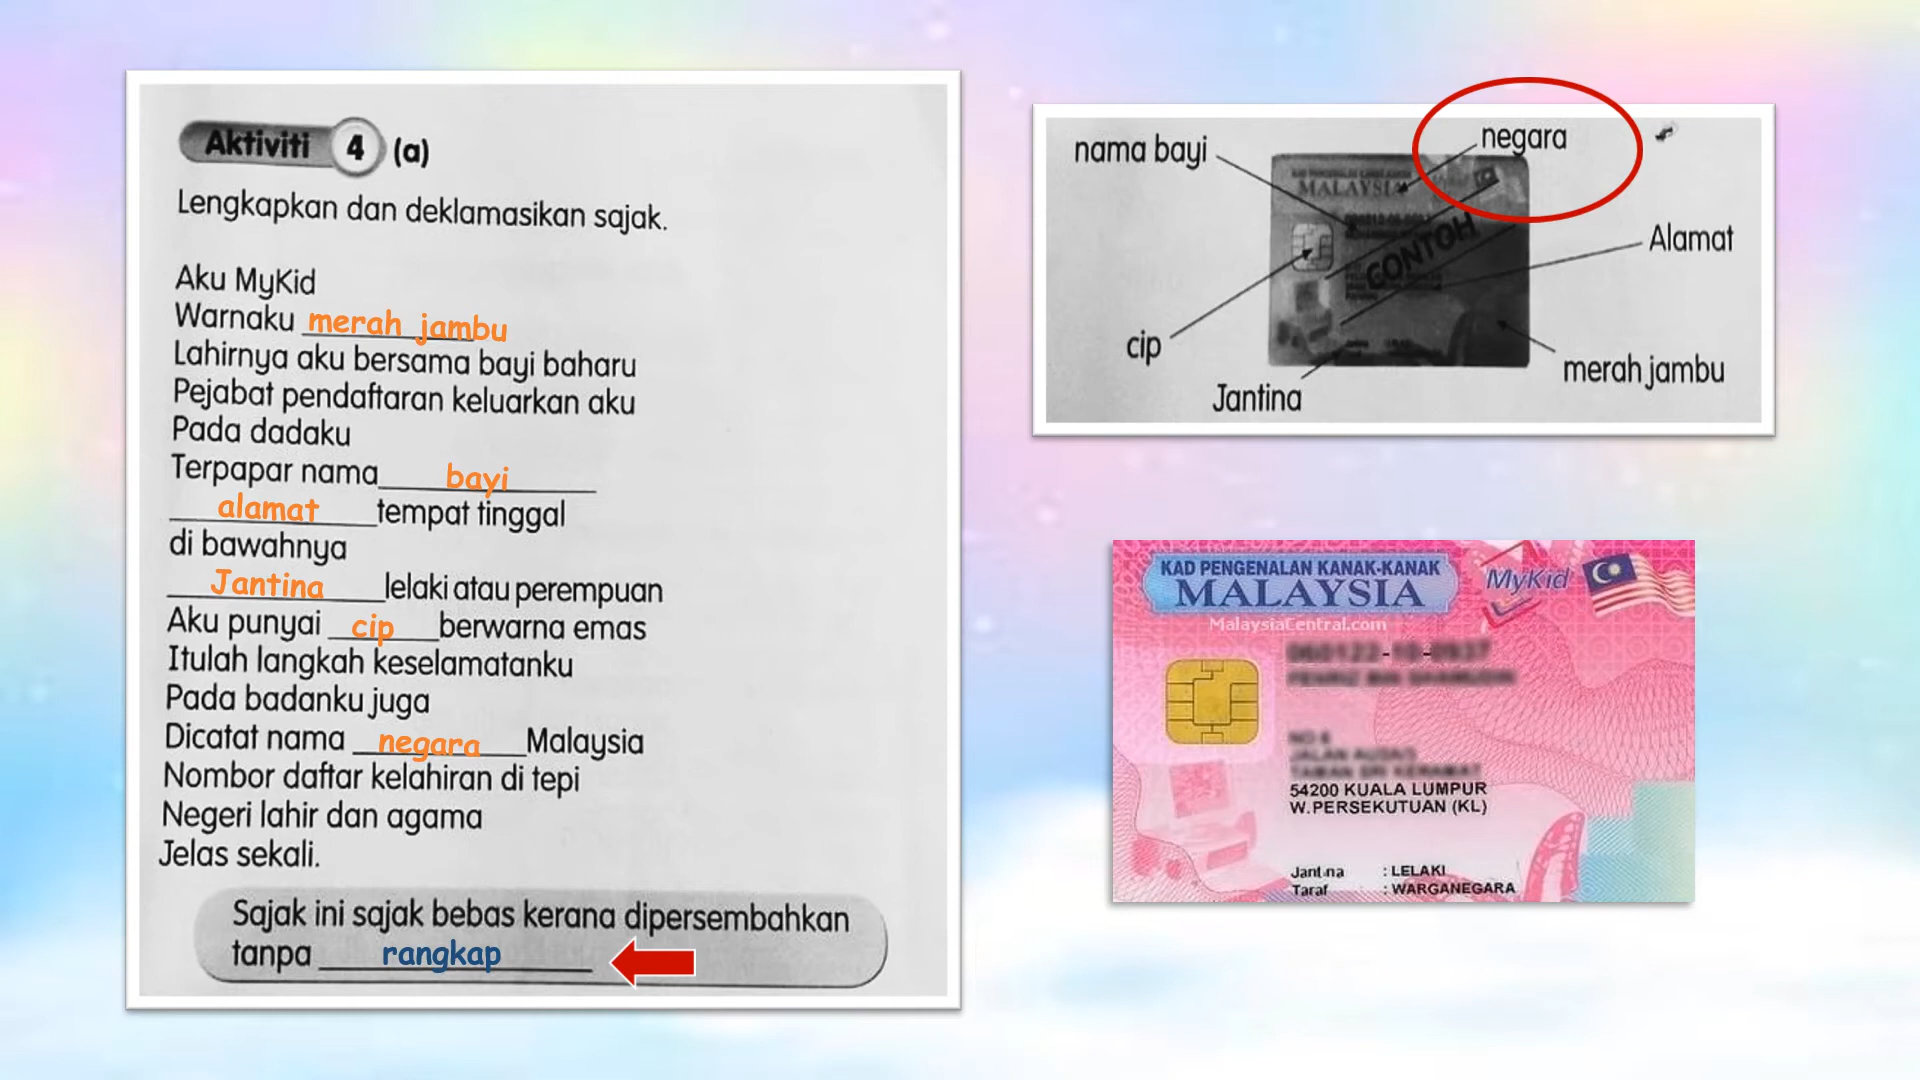 Aktiviti 4 (a)
Lengkapkan dan deklamasikan sajak.
Aku MyKid
Warnaku merah jambu
Lahirnya aku bersama bayi baharu
Pejabat pendaftaran keluarkan aku
Pada dadaku
Terpapar nama bayi
alamat tempat tinggal
di bawahnya
Jantina lelaki atau perempuan
Aku punyai cip berwarna emas
Itulah langkah keselamatanku
Pada badanku juga
Dicatat nama negara Malaysia
Nombor daftar kelahiran di tepi
Negeri lahir dan agama
Jelas sekali.
Sajak ini sajak bebas kerana dipersembahkan
tanpa rangkap
nama bayi
negara
MALAYSIA
CONTOH
Alamat
cip
merah jambu
Jantina
KAD PENGENALAN KANAK-KANAK
MALAYSIA
MyKid
MalaysiaCentral.com
54200 KUALA LUMPUR
W.PERSEKUTUAN (KL)
Jantina : LELAKI
Taraf : WARGANEGARA